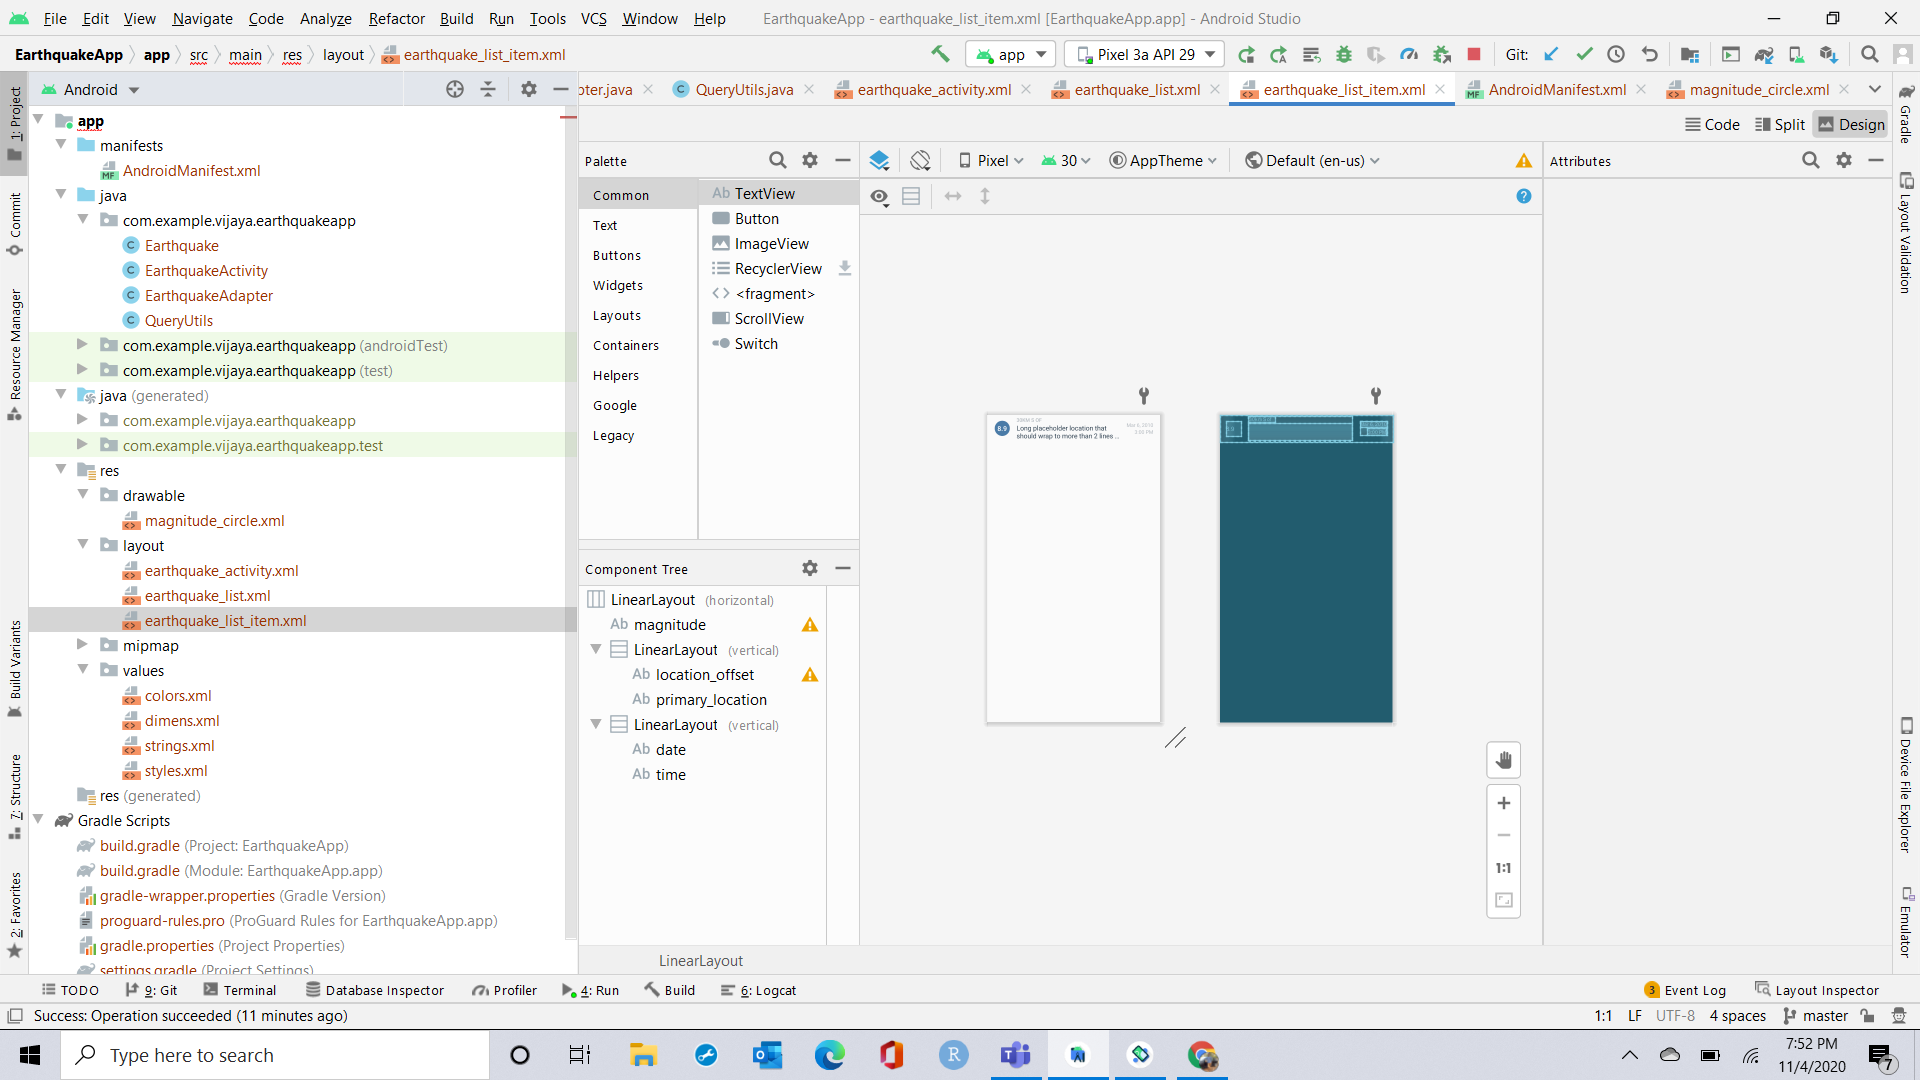 File Edit View Navigate Code Analyze Refactor Build Run Tools VCS Window Help EarthquakeApp - earthquake_list_item.xml [EarthquakeApp.app] - Android Studio
EarthquakeApp app src main res layout earthquake_list_item.xml app Pixel 3a API 29 Git:
Android
pter.java QueryUtils.java earthquake_activity.xml earthquake_list.xml earthquake_list_item.xml AndroidManifest.xml magnitude_circle.xml
Code Split Design
1: Project
Commit
Resource Manager
Build Variants
7: Structure
2: Favorites
app
manifests
AndroidManifest.xml
java
com.example.vijaya.earthquakeapp
Earthquake
EarthquakeActivity
EarthquakeAdapter
QueryUtils
com.example.vijaya.earthquakeapp (androidTest)
com.example.vijaya.earthquakeapp (test)
java (generated)
com.example.vijaya.earthquakeapp
com.example.vijaya.earthquakeapp.test
res
drawable
magnitude_circle.xml
layout
earthquake_activity.xml
earthquake_list.xml
earthquake_list_item.xml
mipmap
values
colors.xml
dimens.xml
strings.xml
styles.xml
res (generated)
Gradle Scripts
build.gradle (Project: EarthquakeApp)
build.gradle (Module: EarthquakeApp.app)
gradle-wrapper.properties (Gradle Version)
proguard-rules.pro (ProGuard Rules for EarthquakeApp.app)
gradle.properties (Project Properties)
settings.gradle (Project Settings)
Palette
Common
Text
Buttons
Widgets
Layouts
Containers
Helpers
Google
Legacy
Ab TextView
Button
ImageView
RecyclerView
<fragment>
ScrollView
Switch
Component Tree
LinearLayout (horizontal)
Ab magnitude
LinearLayout (vertical)
Ab location_offset
Ab primary_location
LinearLayout (vertical)
Ab date
Ab time
Pixel 30 AppTheme Default (en-us)
8.9
Long placeholder location that
should wrap to more than 2 lines ...
1:1
LinearLayout
Attributes
Gradle
Layout Validation
Device File Explorer
Emulator
TODO 9: Git Terminal Database Inspector Profiler 4: Run Build 6: Logcat 3 Event Log Layout Inspector
Success: Operation succeeded (11 minutes ago) 1:1 LF UTF-8 4 spaces master
Type here to search
7:52 PM
11/4/2020
7